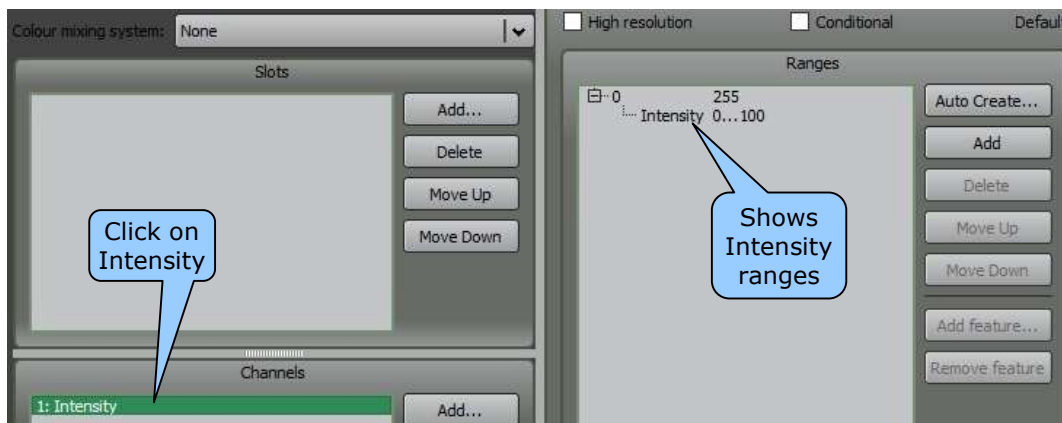 Colour mixing system: None
Slots
Add...
Delete
Move Up
Move Down
Click on
Intensity
Channels
1: Intensity
Add...
High resolution
Conditional
Ranges
0 255
Intensity 0...100
Shows
Intensity
ranges
Auto Create...
Add
Delete
Move Up
Move Down
Add feature...
Remove feature